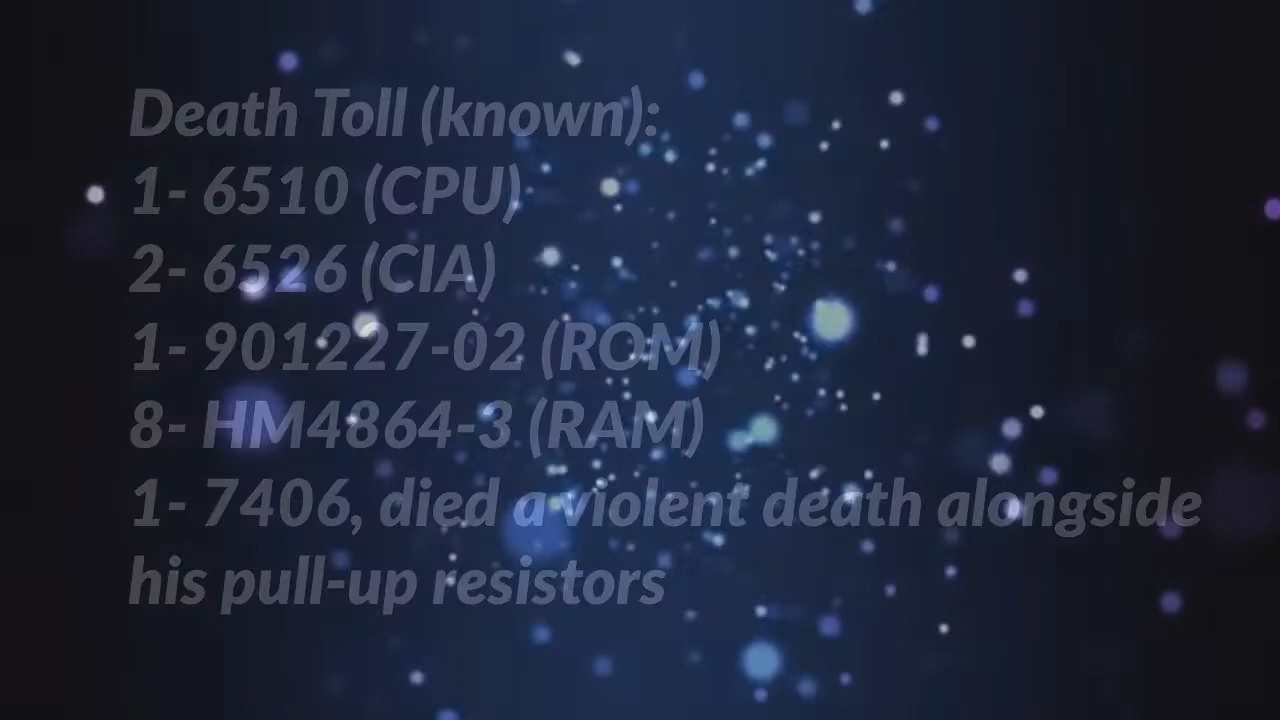 Death Toll (known):
1- 6510 (CPU)
2- 6526 (CIA)
1- 901227-02 (ROM)
8- HM4864-3 (RAM)
1- 7406, died a violent death alongside
his pull-up resistors